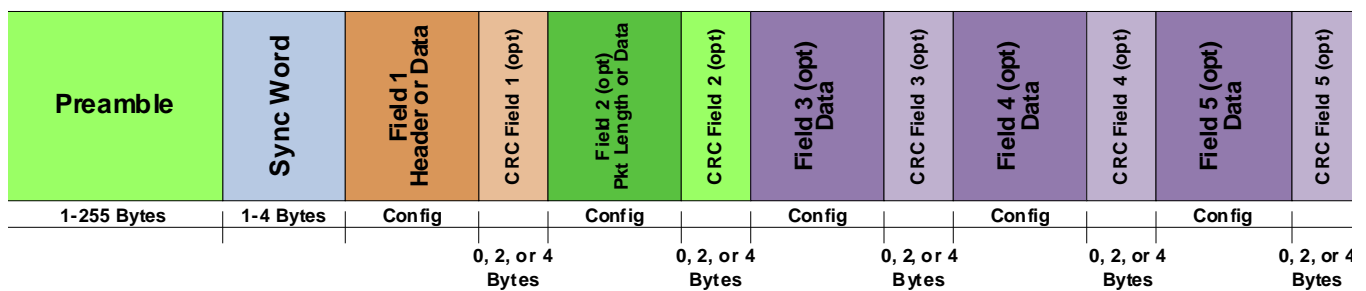 Preamble
Sync Word
Field 1
Header or Data
CRC Field 1 (opt)
Field 2 (opt)
Pkt Length or Data
CRC Field 2 (opt)
Field 3 (opt)
Data
CRC Field 3 (opt)
Field 4 (opt)
Data
CRC Field 4 (opt)
Field 5 (opt)
Data
CRC Field 5 (opt)
1-255 Bytes
1-4 Bytes
Config
Config
Config
Config
Config
0, 2, or 4
Bytes
0, 2, or 4
Bytes
0, 2, or 4
Bytes
0, 2, or 4
Bytes
0, 2, or 4
Bytes